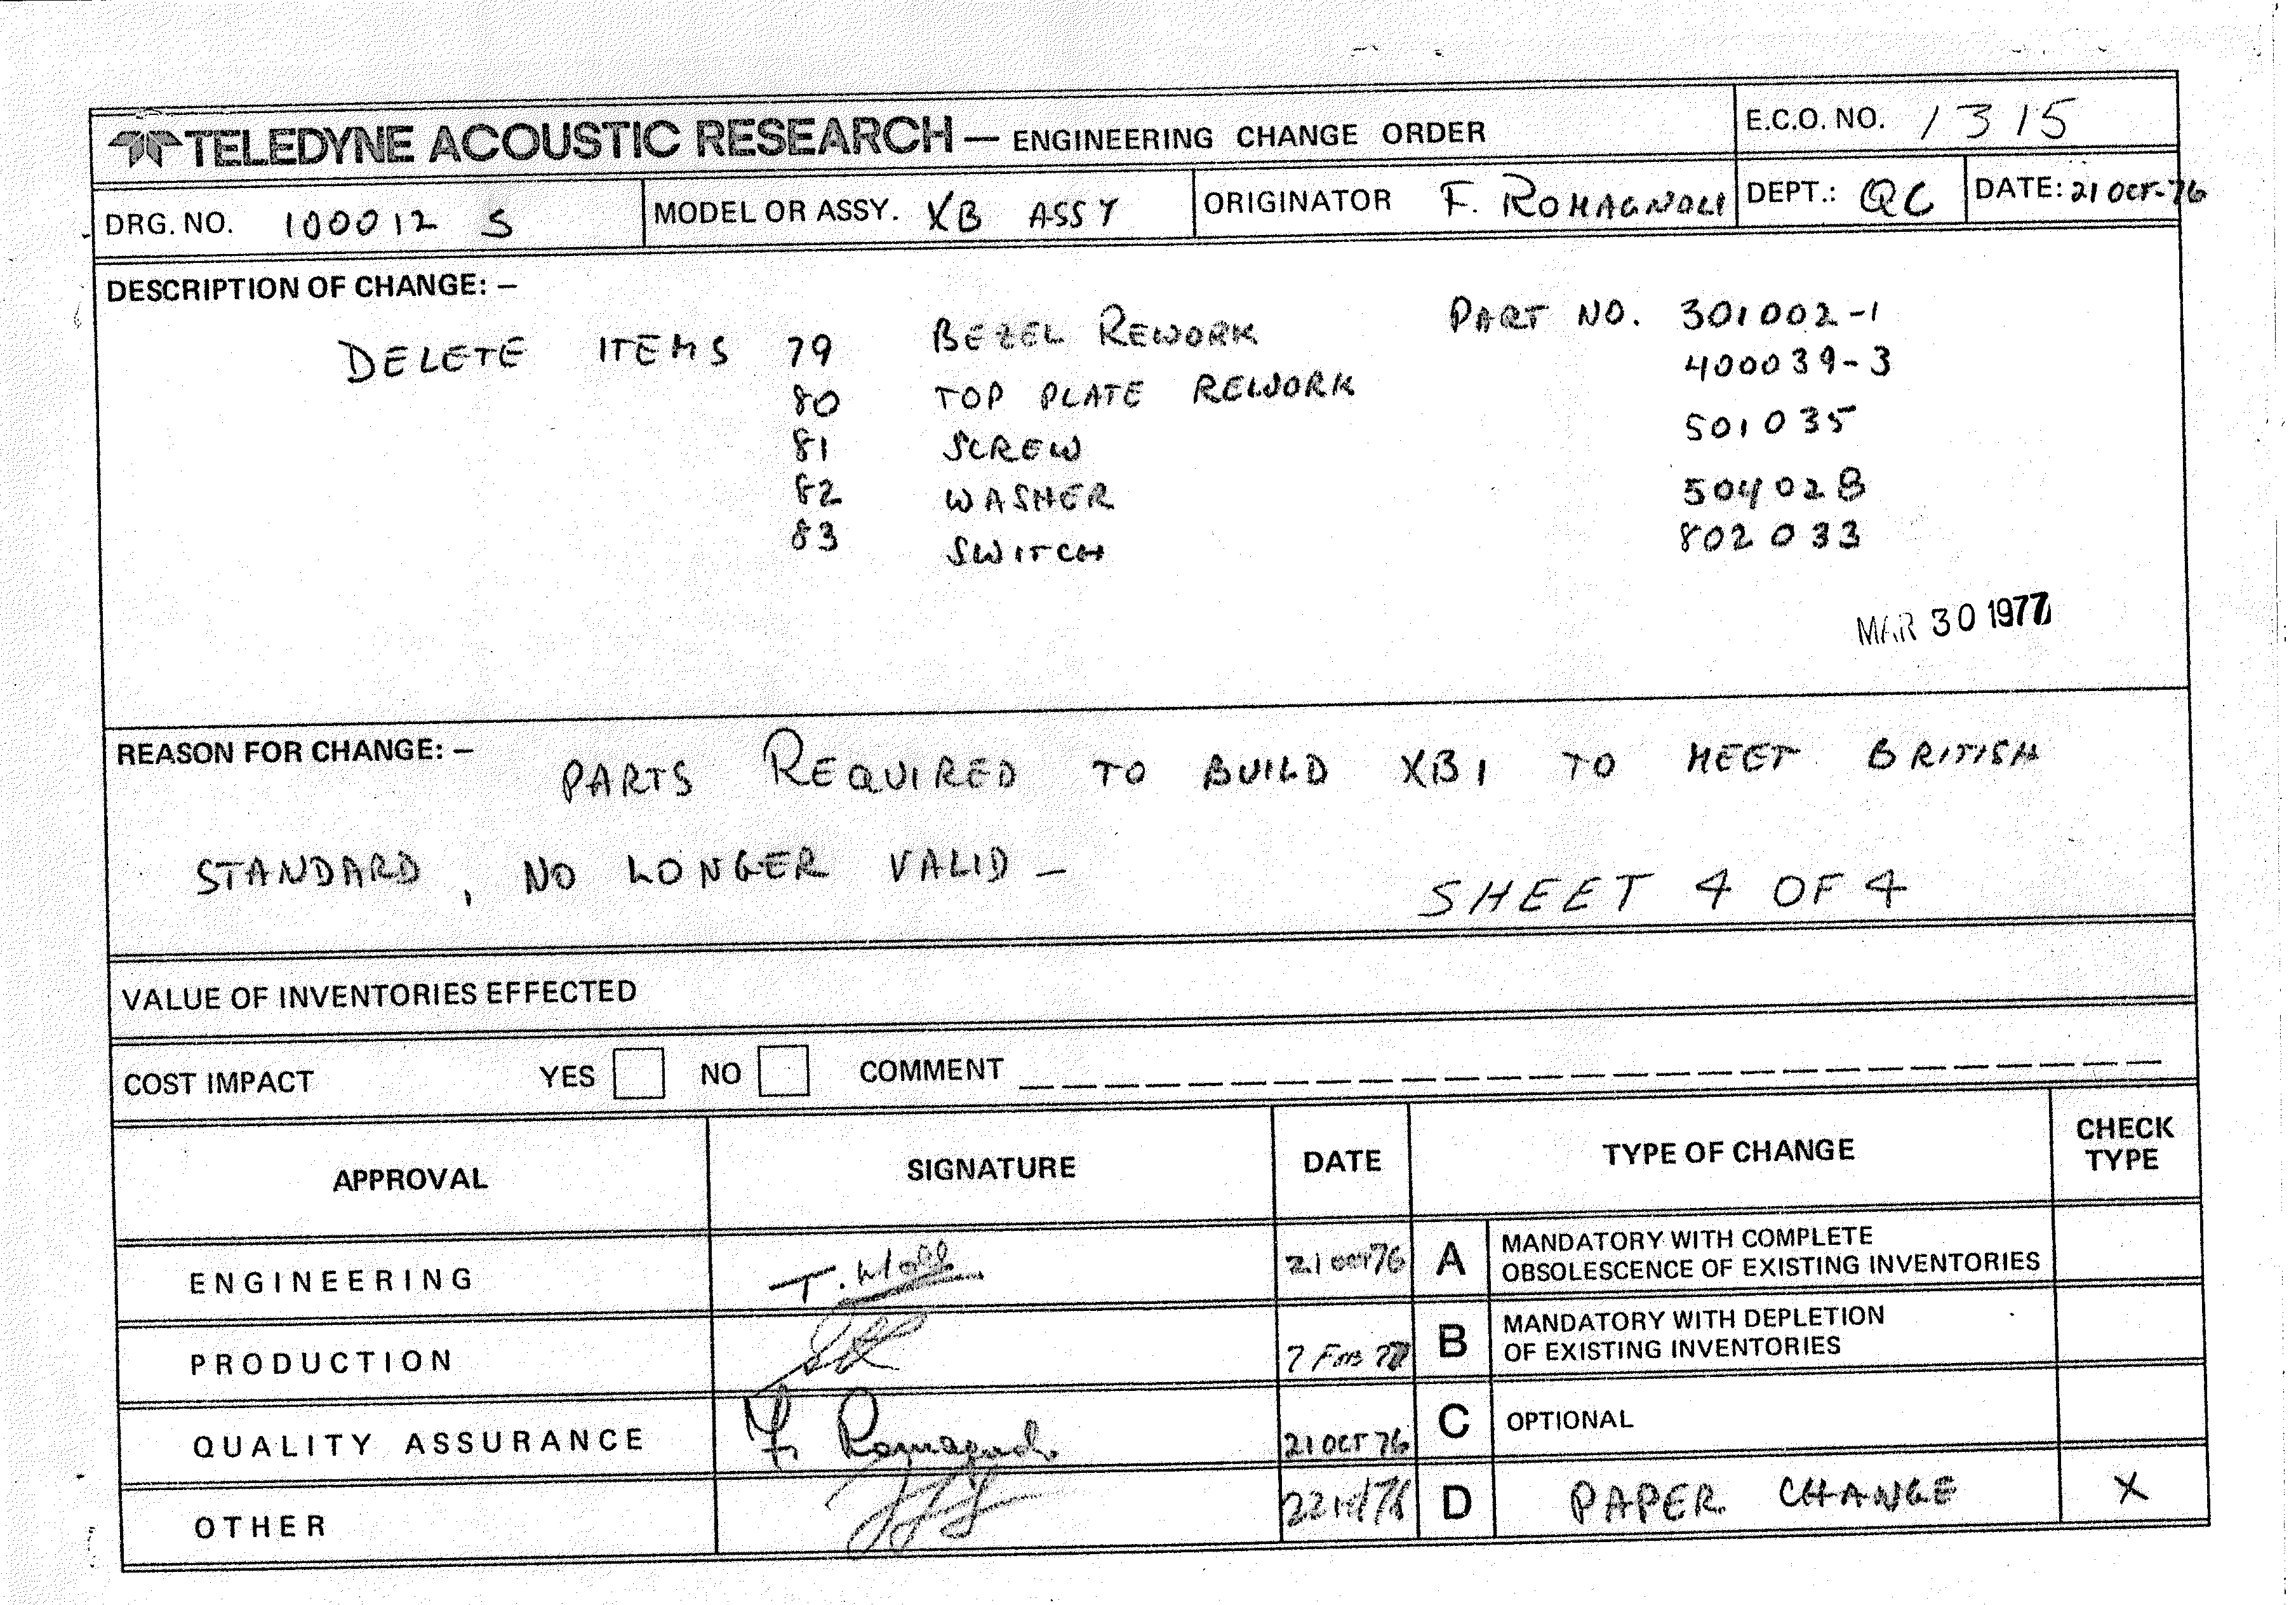 TELEDYNE ACOUSTIC RESEARCH — ENGINEERING CHANGE ORDER
E.C.O. NO. 1315
DRG. NO. 100012 S
MODEL OR ASSY. XB ASSY
ORIGINATOR F. ROMAGNOLI
DEPT.: QC
DATE: 21 OCT-76
DESCRIPTION OF CHANGE: –
DELETE ITEMS 79 BEZEL REWORK PART NO. 301002-1
80 TOP PLATE REWORK 400039-3
81 SCREW 501035
82 WASHER 504028
83 SWITCH 802033
MAR 30 1977
REASON FOR CHANGE: – PARTS REQUIRED TO BUILD XB1 TO MEET BRITISH
STANDARD, NO LONGER VALID –
SHEET 4 OF 4
VALUE OF INVENTORIES EFFECTED
COST IMPACT YES NO COMMENT
APPROVAL SIGNATURE DATE TYPE OF CHANGE CHECK TYPE
ENGINEERING T. 21 OCT 76
A MANDATORY WITH COMPLETE
OBSOLESCENCE OF EXISTING INVENTORIES
PRODUCTION 7 FEB 77
B MANDATORY WITH DEPLETION
OF EXISTING INVENTORIES
QUALITY ASSURANCE F. Romagnoli 21 OCT 76
C OPTIONAL
OTHER
D PAPER CHANGE X